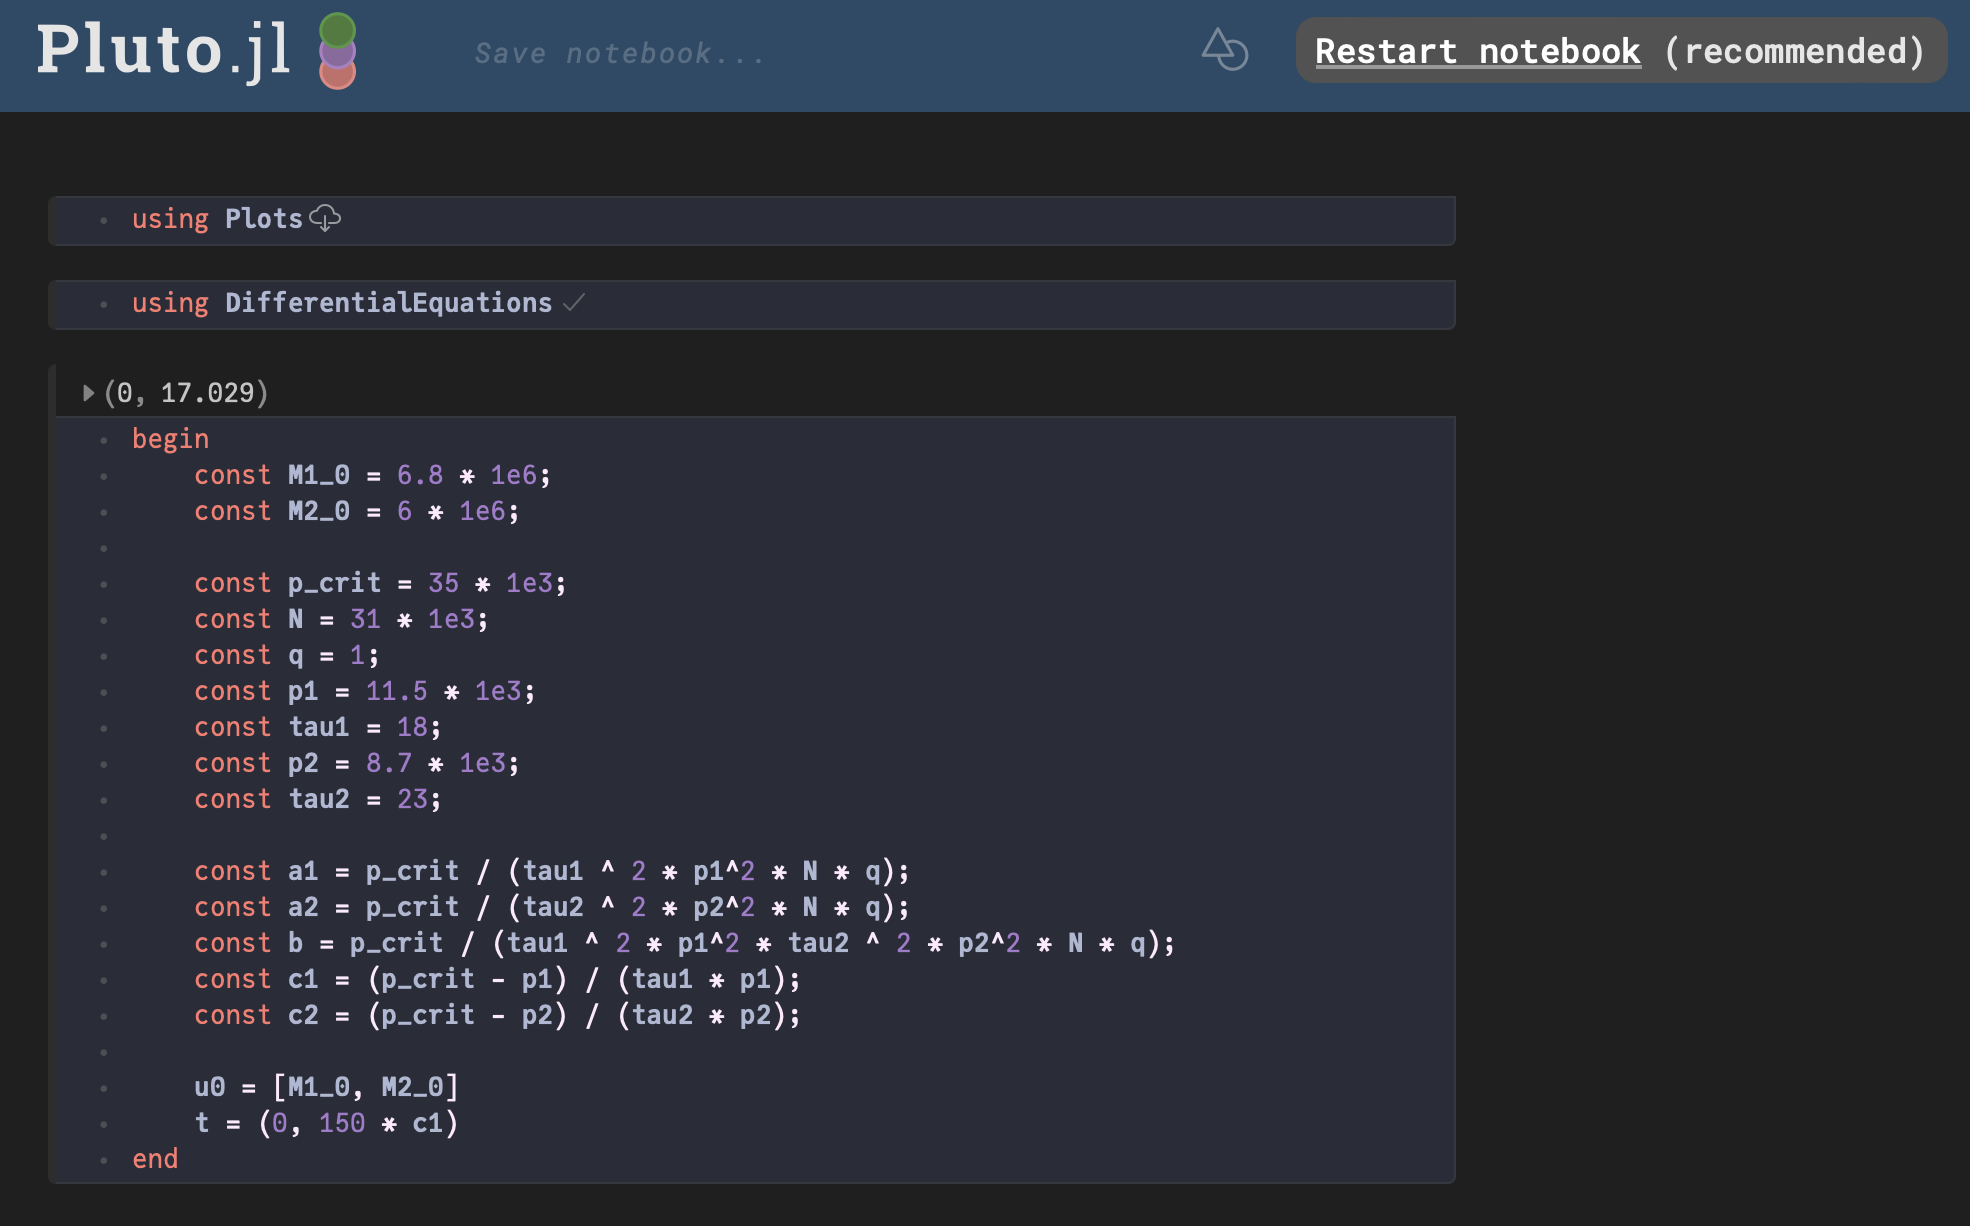 Pluto.jl
Save notebook...
Restart notebook (recommended)
using Plots
using DifferentialEquations
(0, 17.029)
begin
const M1_0 = 6.8 * 1e6;
const M2_0 = 6 * 1e6;
const p_crit = 35 * 1e3;
const N = 31 * 1e3;
const q = 1;
const p1 = 11.5 * 1e3;
const tau1 = 18;
const p2 = 8.7 * 1e3;
const tau2 = 23;
const a1 = p_crit / (tau1 ^ 2 * p1^2 * N * q);
const a2 = p_crit / (tau2 ^ 2 * p2^2 * N * q);
const b = p_crit / (tau1 ^ 2 * p1^2 * tau2 ^ 2 * p2^2 * N * q);
const c1 = (p_crit - p1) / (tau1 * p1);
const c2 = (p_crit - p2) / (tau2 * p2);
u0 = [M1_0, M2_0]
t = (0, 150 * c1)
end